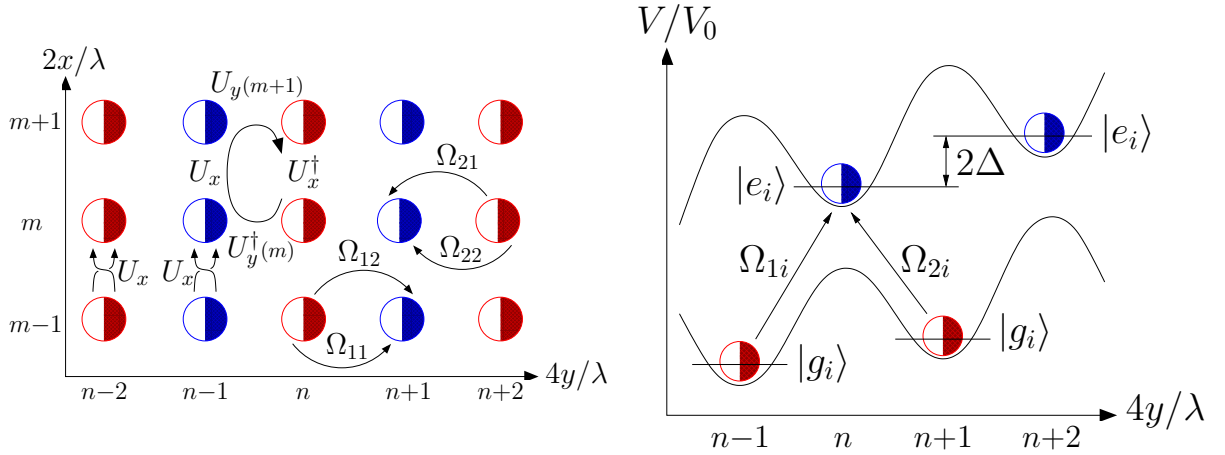 2x/λ
U_{y(m+1)}
m+1
U_x
U_x^†
Ω_{21}
m
U_{y(m)}^†
Ω_{22}
U_x
U_x
Ω_{12}
m−1
Ω_{11}
n−2
n−1
n
n+1
n+2
4y/λ
V/V_0
|e_i⟩
2Δ
|e_i⟩
Ω_{1i}
Ω_{2i}
|g_i⟩
|g_i⟩
4y/λ
n−1
n
n+1
n+2